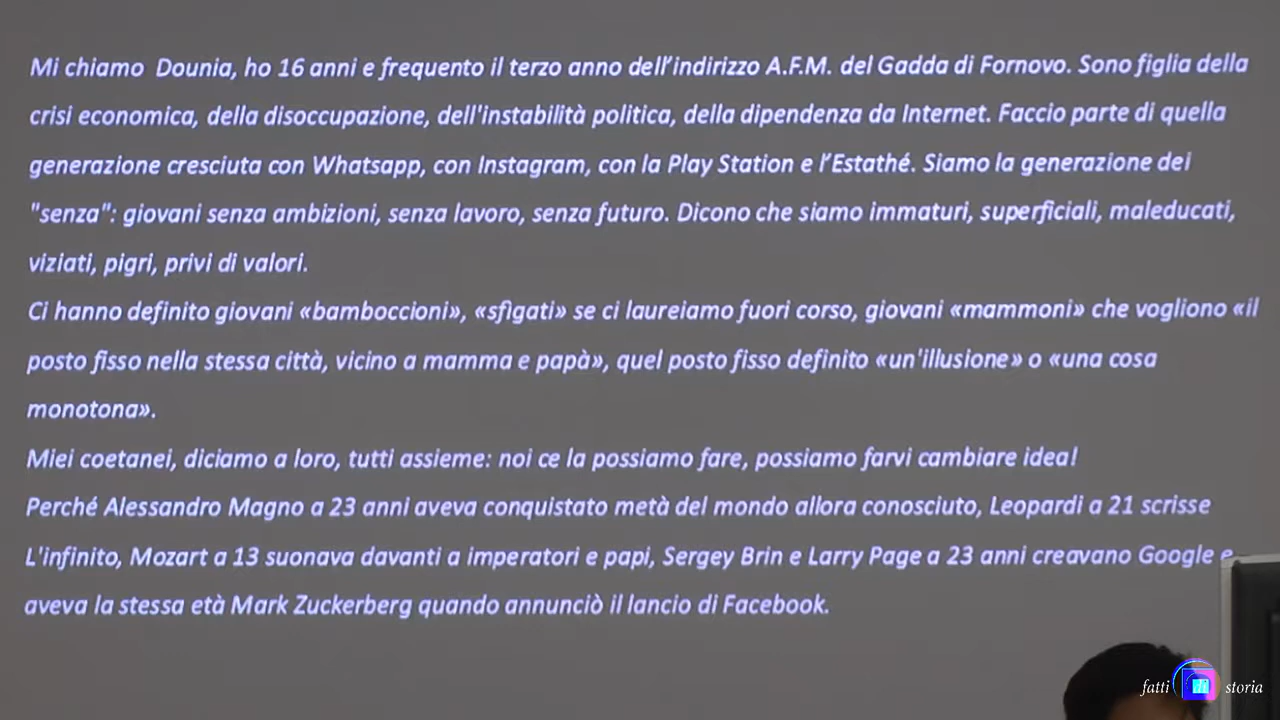 Mi chiamo Dounia, ho 16 anni e frequento il terzo anno dell'indirizzo A.F.M. del Gadda di Fornovo. Sono figlia della
crisi economica, della disoccupazione, dell'instabilità politica, della dipendenza da Internet. Faccio parte di quella
generazione cresciuta con Whatsapp, con Instagram, con la Play Station e l'Estathé. Siamo la generazione dei
"senza": giovani senza ambizioni, senza lavoro, senza futuro. Dicono che siamo immaturi, superficiali, maleducati,
viziati, pigri, privi di valori.
Ci hanno definito giovani «bamboccioni», «sfigati» se ci laureiamo fuori corso, giovani «mammoni» che vogliono «il
posto fisso nella stessa città, vicino a mamma e papà», quel posto fisso definito «un'illusione» o «una cosa
monotona».
Miei coetanei, diciamo a loro, tutti assieme: noi ce la possiamo fare, possiamo farvi cambiare idea!
Perché Alessandro Magno a 23 anni aveva conquistato metà del mondo allora conosciuto, Leopardi a 21 scrisse
L'infinito, Mozart a 13 suonava davanti a imperatori e papi, Sergey Brin e Larry Page a 23 anni creavano Google e
aveva la stessa età Mark Zuckerberg quando annunciò il lancio di Facebook.
fatti di storia